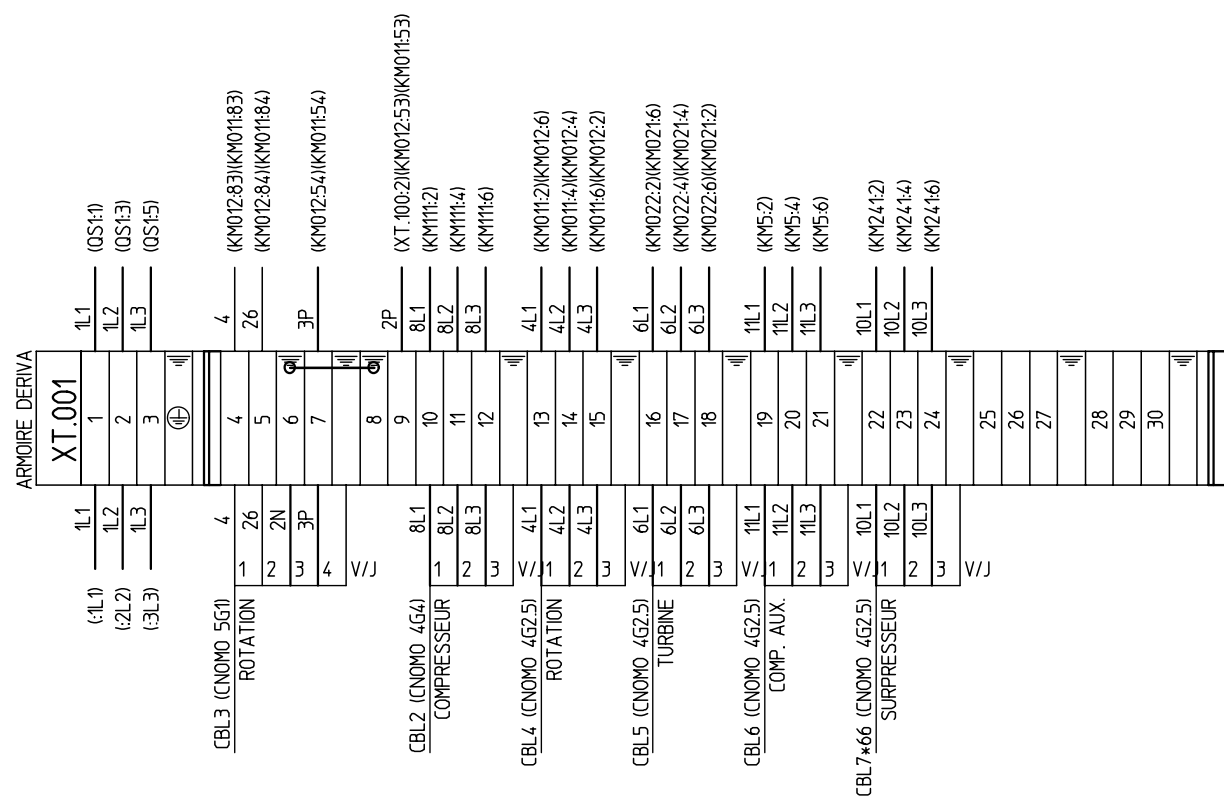 ARMOIRE DERIVA
XT.001
(QS1:1)
(QS1:3)
(QS1:5)
(KM012:83)(KM011:83)
(KM012:84)(KM011:84)
(KM012:54)(KM011:54)
(XT.100:2)(KM012:53)(KM011:53)
(KM111:2)
(KM111:4)
(KM111:6)
(KM011:2)(KM012:6)
(KM011:4)(KM012:4)
(KM011:6)(KM012:2)
(KM022:2)(KM021:6)
(KM022:4)(KM021:4)
(KM022:6)(KM021:2)
(KM5:2)
(KM5:4)
(KM5:6)
(KM241:2)
(KM241:4)
(KM241:6)
1L1
1L2
1L3
4
26
3P
2P
8L1
8L2
8L3
4L1
4L2
4L3
6L1
6L2
6L3
11L1
11L2
11L3
10L1
10L2
10L3
1
2
3
4
5
6
7
8
9
10
11
12
13
14
15
16
17
18
19
20
21
22
23
24
25
26
27
28
29
30
1L1
1L2
1L3
4
26
2N
3P
8L1
8L2
8L3
4L1
4L2
4L3
6L1
6L2
6L3
11L1
11L2
11L3
10L1
10L2
10L3
1
2
3
4
V/J
1
2
3
V/J
1
2
3
V/J
1
2
3
V/J
1
2
3
V/J
1
2
3
V/J
(:1L1)
(:2L2)
(:3L3)
CBL3 (CNOMO 5G1)
ROTATION
CBL2 (CNOMO 4G4)
COMPRESSEUR
CBL4 (CNOMO 4G2.5)
ROTATION
CBL5 (CNOMO 4G2.5)
TURBINE
CBL6 (CNOMO 4G2.5)
COMP. AUX.
CBL7*66 (CNOMO 4G2.5)
SURPRESSEUR